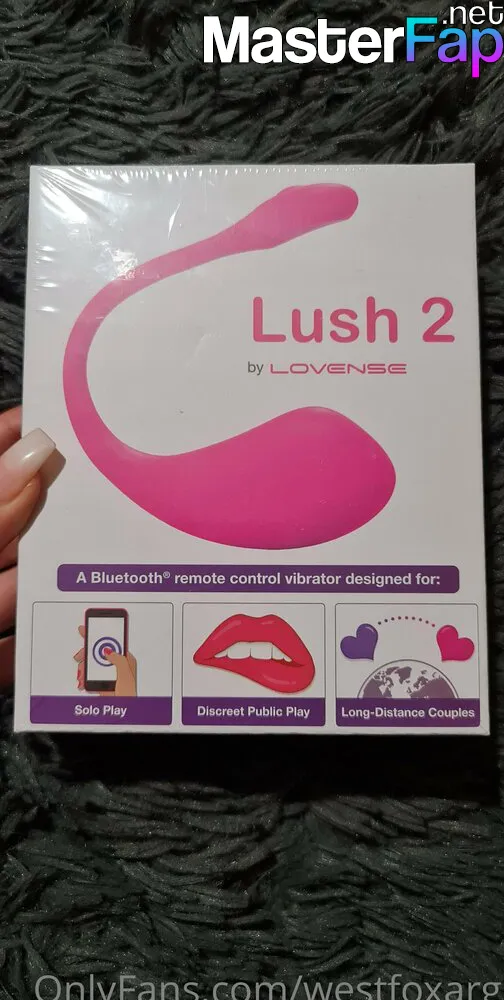 .net
MasterFap
Lush 2
by LOVENSE
A Bluetooth® remote control vibrator designed for:
Solo Play
Discreet Public Play
Long-Distance Couples
OnlyFans.com/westfoxarg